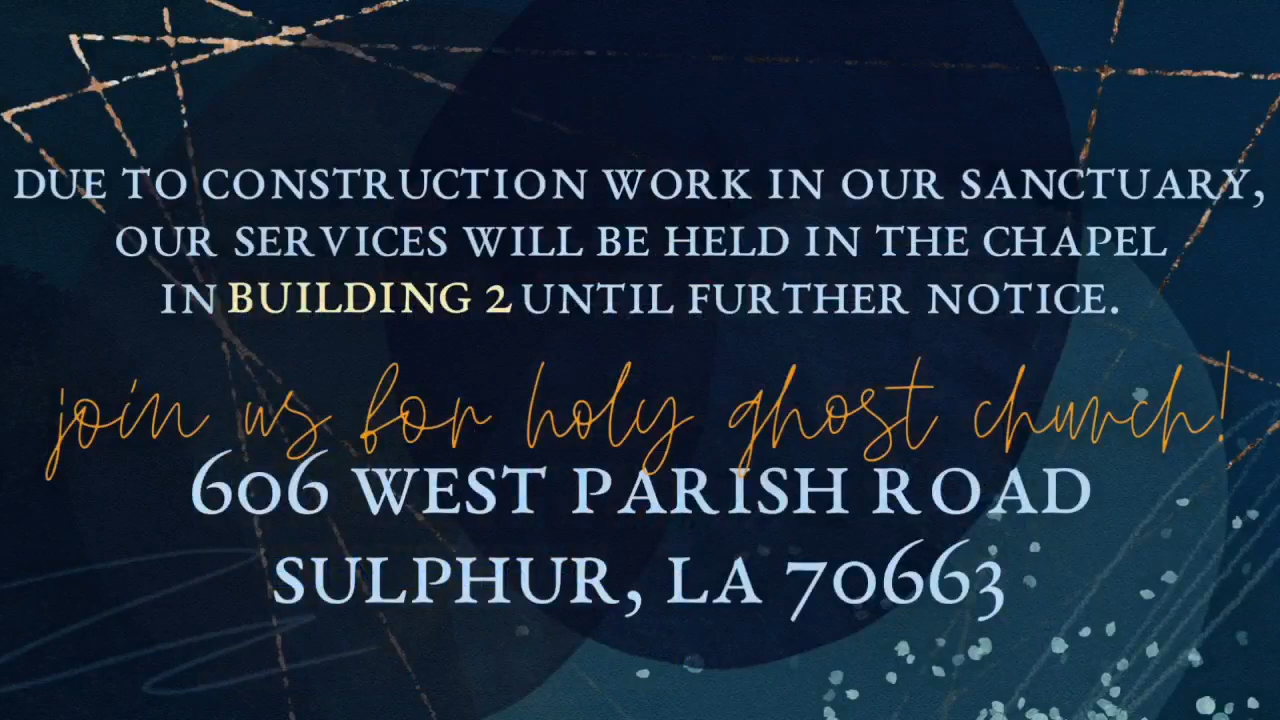 DUE TO CONSTRUCTION WORK IN OUR SANCTUARY,
OUR SERVICES WILL BE HELD IN THE CHAPEL
IN BUILDING 2 UNTIL FURTHER NOTICE.
join us for holy ghost church!
606 WEST PARISH ROAD
SULPHUR, LA 70663